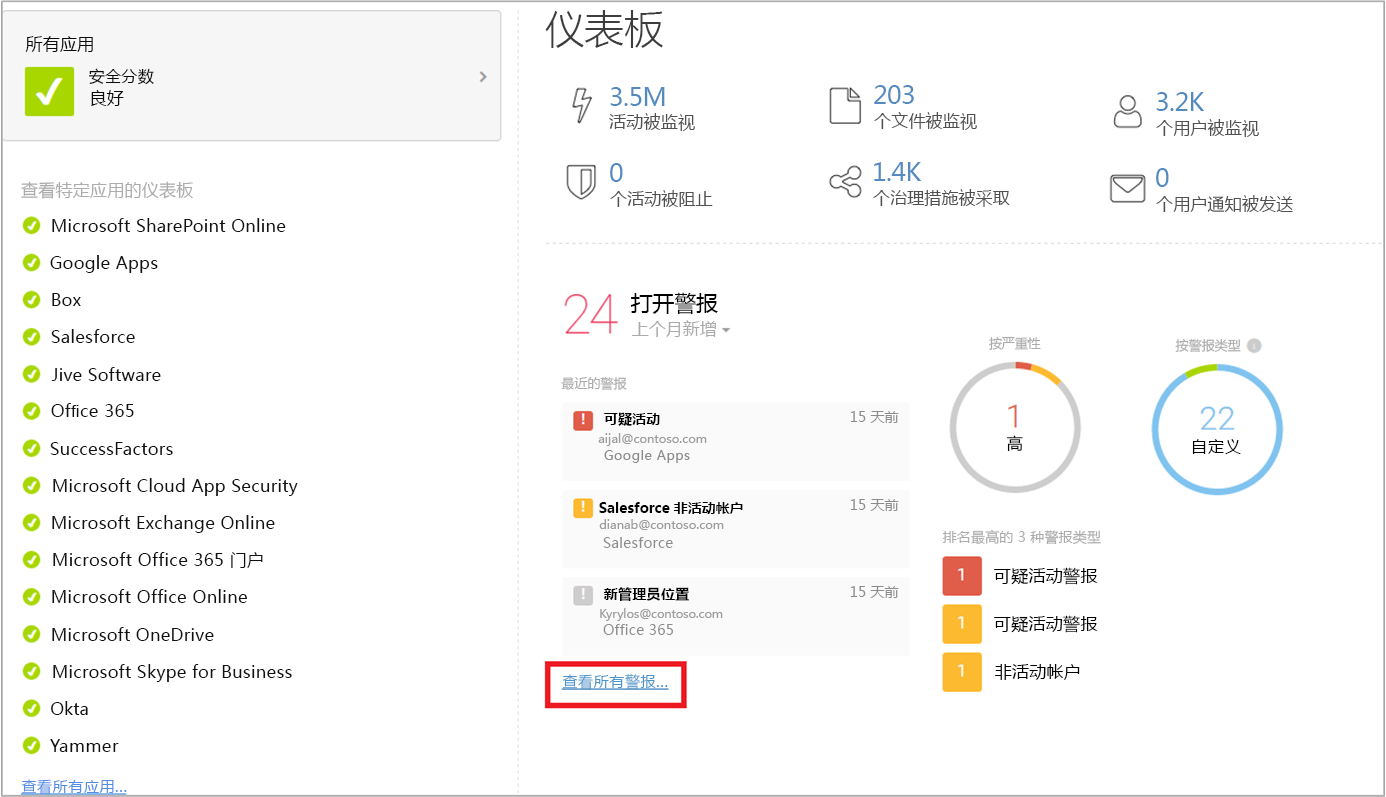 所有应用
安全分数
良好
查看特定应用的仪表板
Microsoft SharePoint Online
Google Apps
Box
Salesforce
Jive Software
Office 365
SuccessFactors
Microsoft Cloud App Security
Microsoft Exchange Online
Microsoft Office 365 门户
Microsoft Office Online
Microsoft OneDrive
Microsoft Skype for Business
Okta
Yammer
查看所有应用...
仪表板
3.5M
活动被监视
203
个文件被监视
3.2K
个用户被监视
0
个活动被阻止
1.4K
个治理措施被采取
0
个用户通知被发送
24
打开警报
上个月新增
最近的警报
可疑活动
15 天前
aijal@contoso.com
Google Apps
Salesforce 非活动帐户
15 天前
dianab@contoso.com
Salesforce
新管理员位置
15 天前
Kyrylos@contoso.com
Office 365
查看所有警报...
按严重性
1
高
按警报类型
22
自定义
排名最高的 3 种警报类型
1 可疑活动警报
1 可疑活动警报
1 非活动帐户